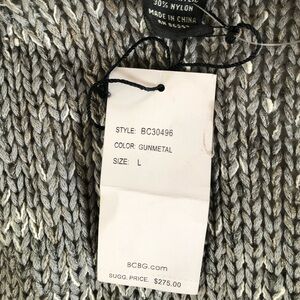 30% NYLON
MADE IN CHINA
STYLE: BC30496
COLOR: GUNMETAL
SIZE: L
BCBG.com
SUGG. PRICE. $275.00